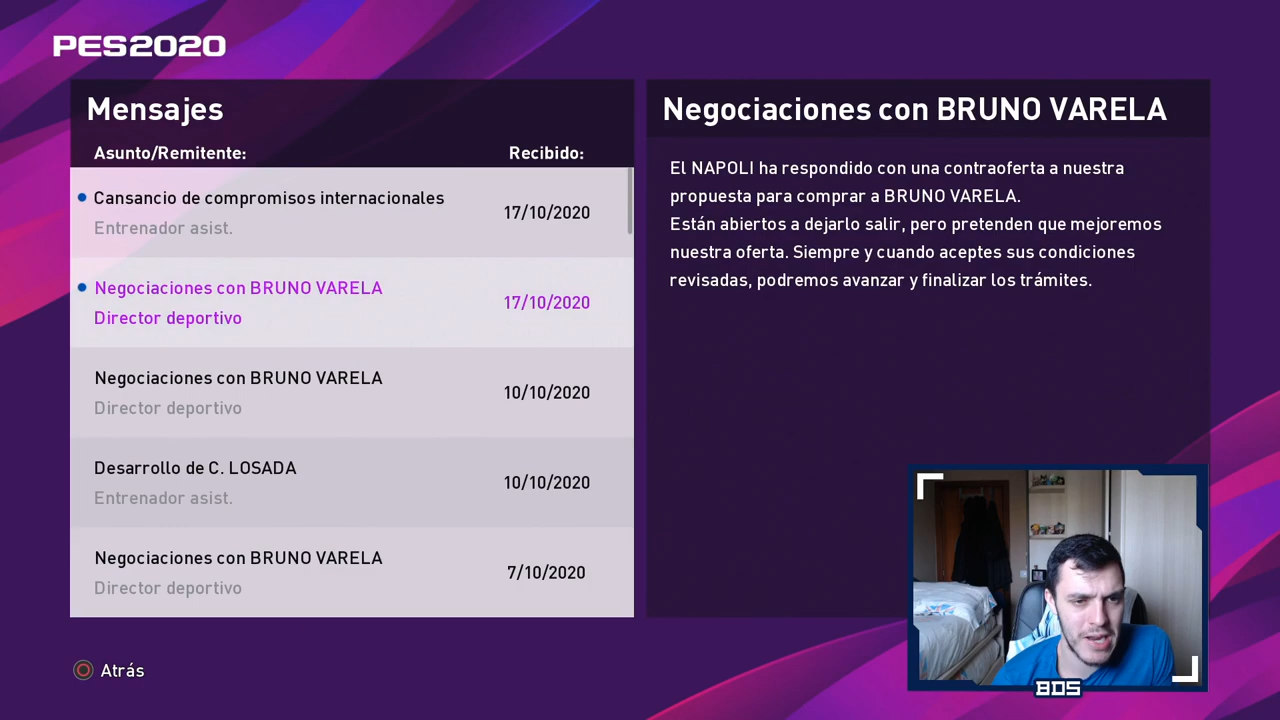 PES2020
Mensajes
Asunto/Remitente:
Recibido:
Cansancio de compromisos internacionales
Entrenador asist.
17/10/2020
Negociaciones con BRUNO VARELA
Director deportivo
17/10/2020
Negociaciones con BRUNO VARELA
Director deportivo
10/10/2020
Desarrollo de C. LOSADA
Entrenador asist.
10/10/2020
Negociaciones con BRUNO VARELA
Director deportivo
7/10/2020
Negociaciones con BRUNO VARELA
El NAPOLI ha respondido con una contraoferta a nuestra
propuesta para comprar a BRUNO VARELA.
Están abiertos a dejarlo salir, pero pretenden que mejoremos
nuestra oferta. Siempre y cuando aceptes sus condiciones
revisadas, podremos avanzar y finalizar los trámites.
Atrás
BDS